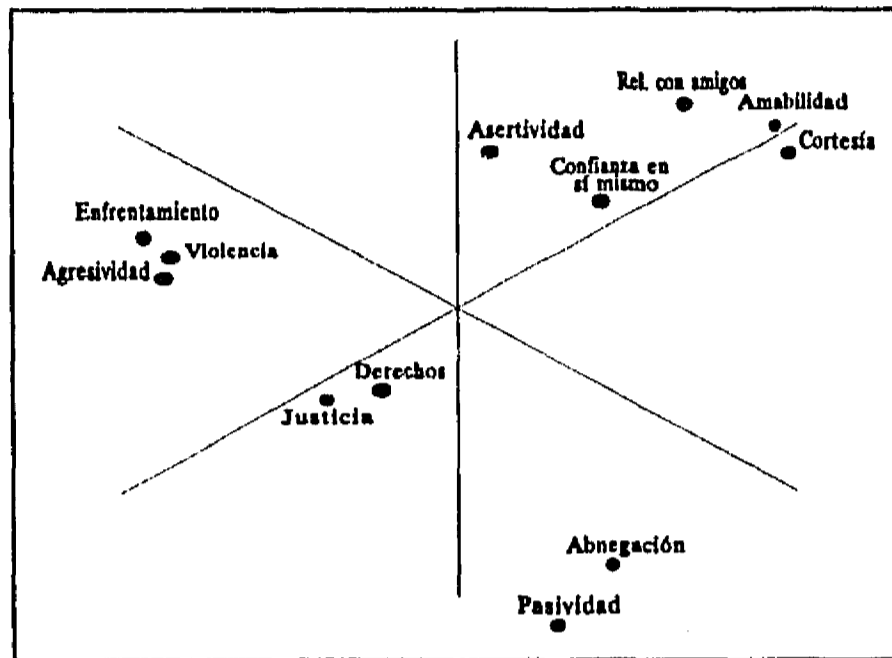 Rel. con amigos
Amabilidad
Asertividad
Cortesía
Confianza en
sí mismo
Enfrentamiento
Violencia
Agresividad
Derechos
Justicia
Abnegación
Pasividad